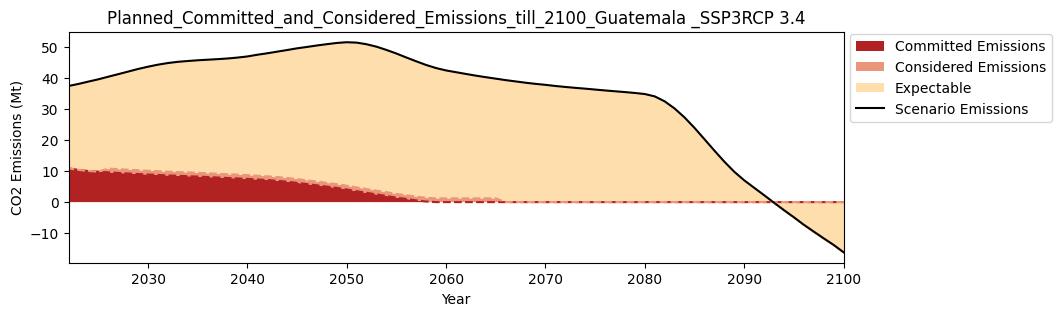 Planned_Committed_and_Considered_Emissions_till_2100_Guatemala _SSP3RCP 3.4
Committed Emissions
Considered Emissions
Expectable
Scenario Emissions
CO2 Emissions (Mt)
50
40
30
20
10
0
−10
2030 2040 2050 2060 2070 2080 2090 2100
Year